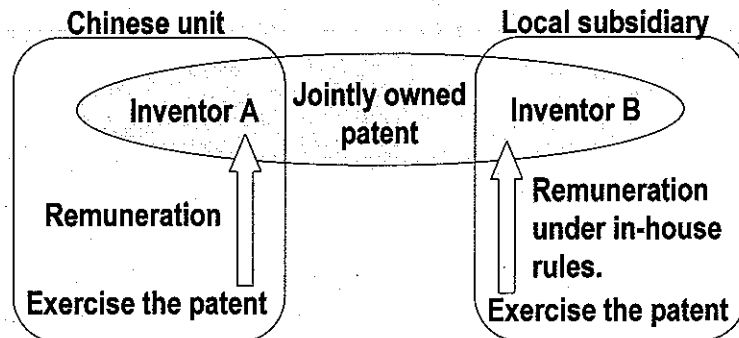 Chinese unit
Local subsidiary
Inventor A
Jointly owned
patent
Inventor B
Remuneration
Exercise the patent
Remuneration
under in-house
rules.
Exercise the patent